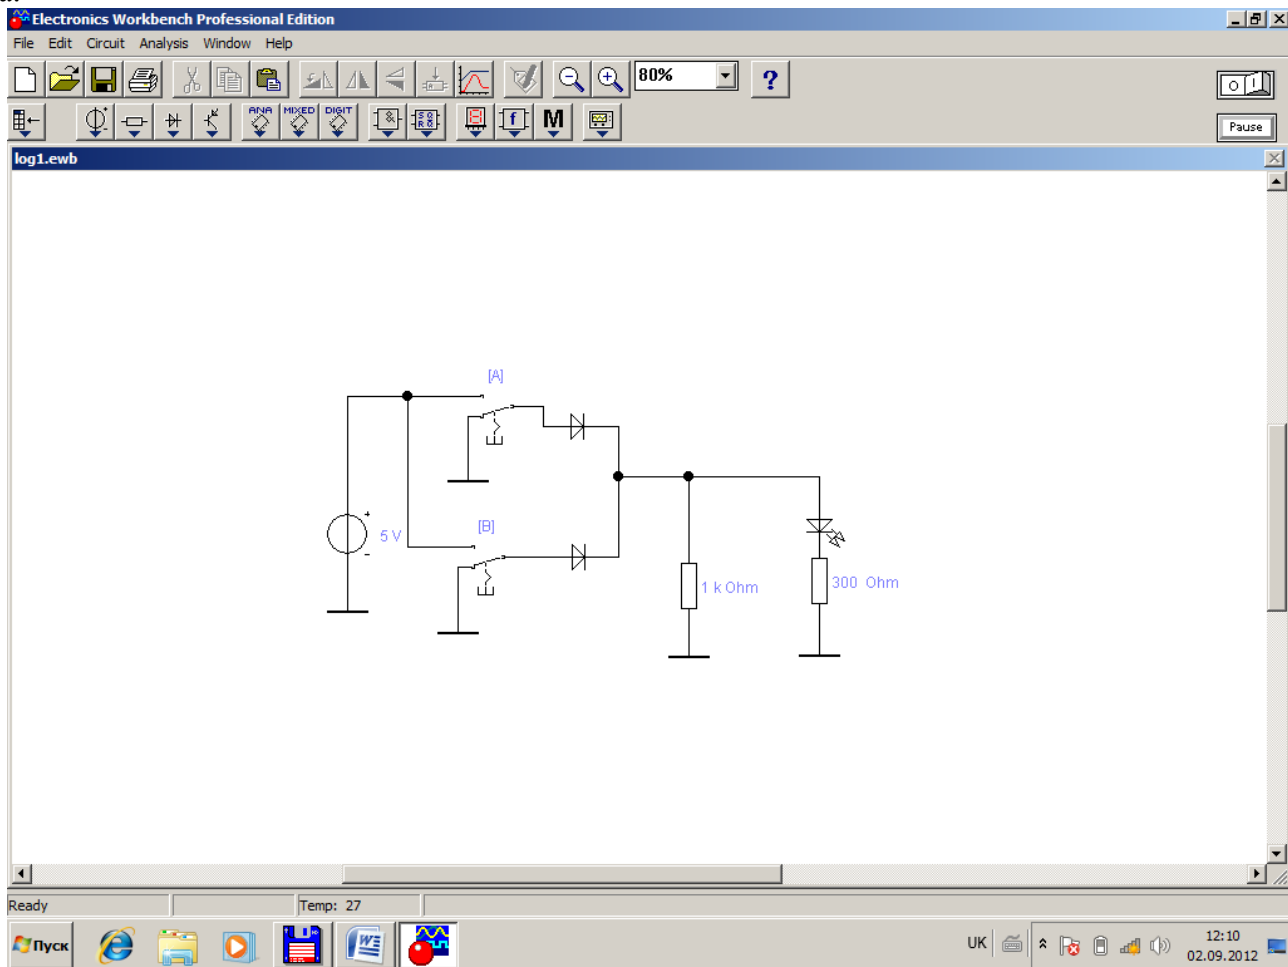 Electronics Workbench Professional Edition
File Edit Circuit Analysis Window Help
80%
?
ANA MIXED DIGIT
M
Pause
log1.ewb
[A]
[B]
+
5 V
-
1 k Ohm
300 Ohm
Ready
Temp: 27
Пуск
UK
12:10
02.09.2012